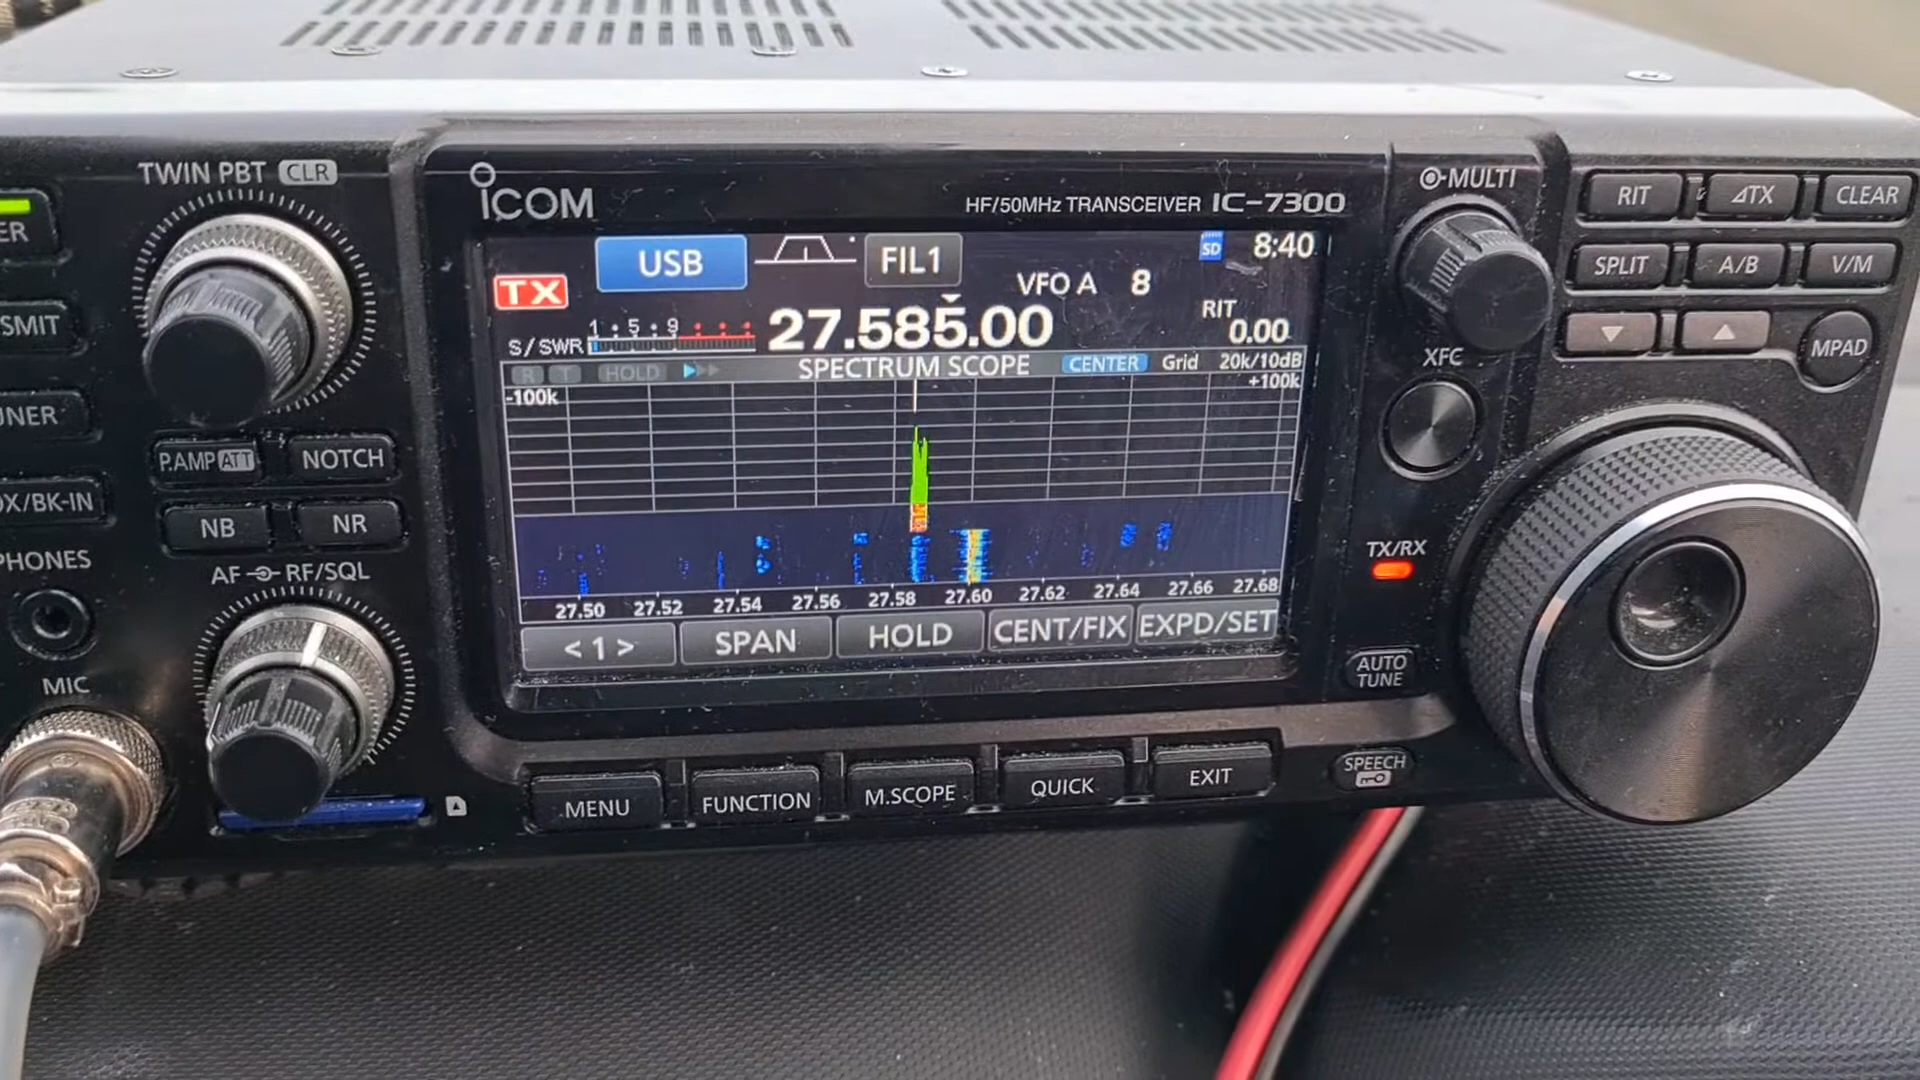 TWIN PBT CLR
ER
SMIT
UNER
P.AMP ATT
NOTCH
OX/BK-IN
NB
NR
PHONES
AF RF/SQL
MIC
ICOM
HF/50MHz TRANSCEIVER IC-7300
USB
FIL1
SD
8:40
TX
VFO A 8
S/SWR
1 5 9
27.585.00
RIT
0.00
HOLD
SPECTRUM SCOPE
CENTER
Grid
20k/10dB
-100k
+100k
27.50 27.52 27.54 27.56 27.58 27.60 27.62 27.64 27.66 27.68
< 1 >
SPAN
HOLD
CENT/FIX
EXPD/SET
MENU
FUNCTION
M.SCOPE
QUICK
EXIT
MULTI
RIT
⊿TX
CLEAR
SPLIT
A/B
V/M
▼
▲
MPAD
XFC
TX/RX
AUTO
TUNE
SPEECH